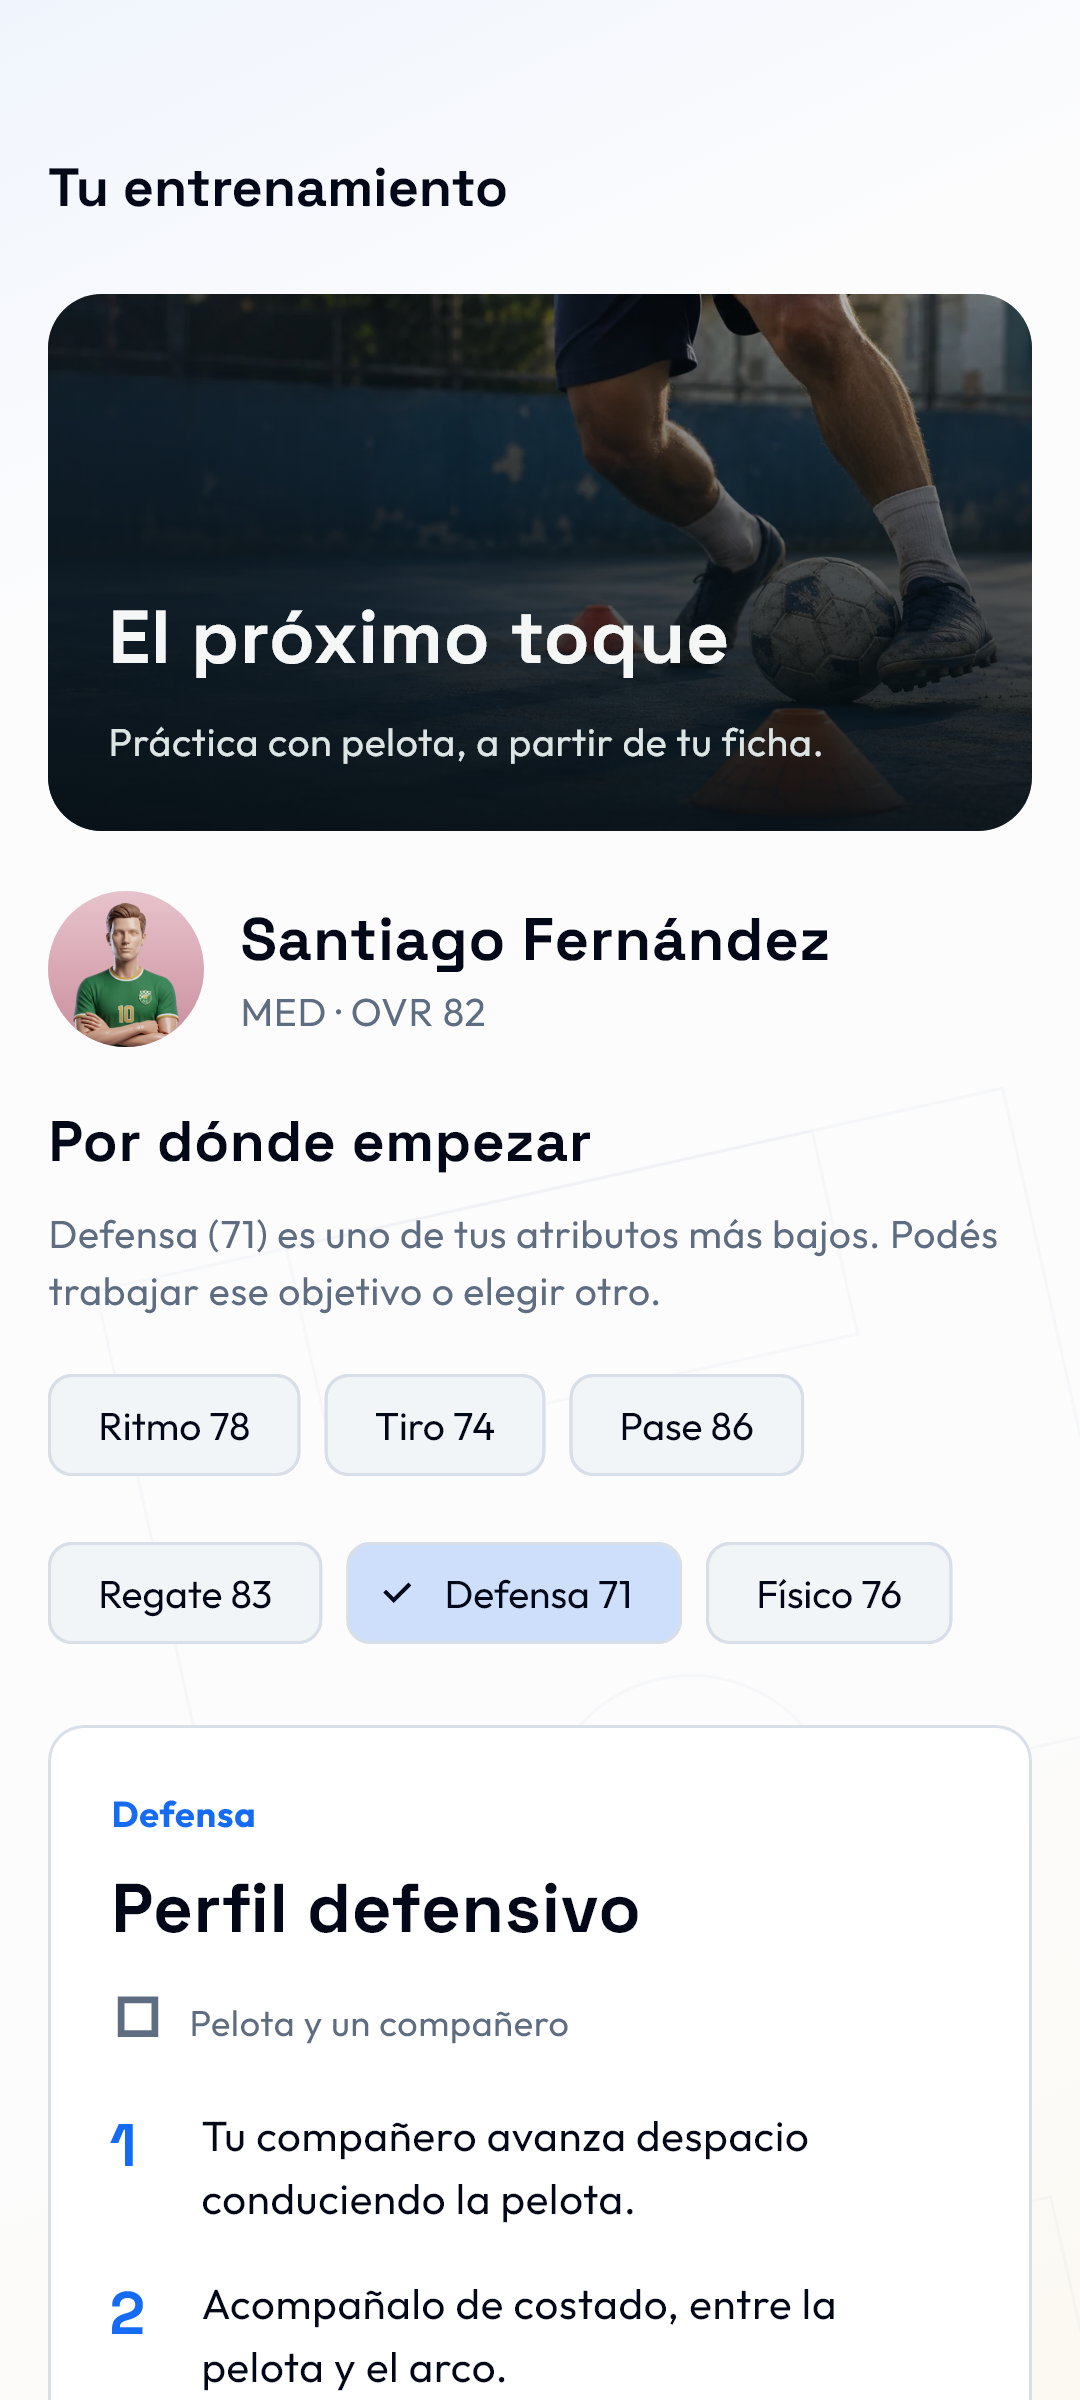 Tu entrenamiento
El próximo toque
Práctica con pelota, a partir de tu ficha.
10
Santiago Fernández
MED · OVR 82
Por dónde empezar
Defensa (71) es uno de tus atributos más bajos. Podés
trabajar ese objetivo o elegir otro.
Ritmo 78
Tiro 74
Pase 86
Regate 83
Defensa 71
Físico 76
Defensa
Perfil defensivo
Pelota y un compañero
1
Tu compañero avanza despacio
conduciendo la pelota.
2
Acompañalo de costado, entre la
pelota y el arco.